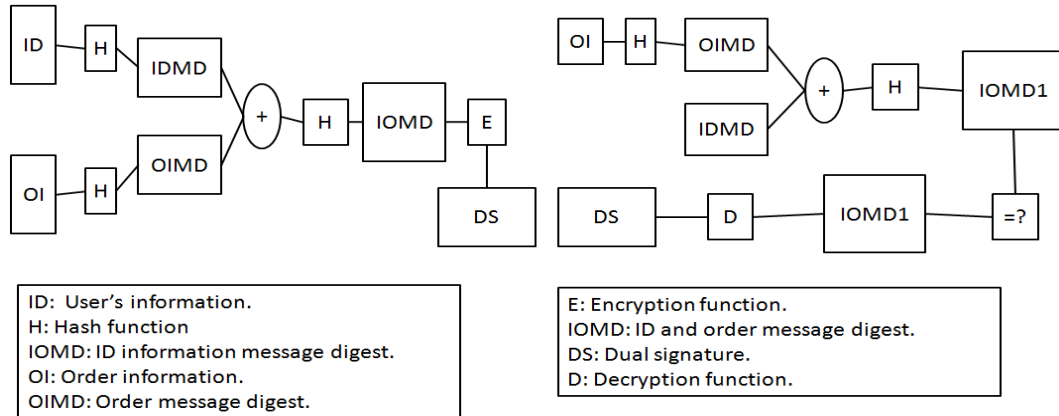 ID
H
IDMD
+
H
IOMD
E
OIMD
OI
H
DS
OI
H
OIMD
+
H
IOMD1
IDMD
DS
D
IOMD1
=?
ID: User's information.
H: Hash function
IOMD: ID information message digest.
OI: Order information.
OIMD: Order message digest.
E: Encryption function.
IOMD: ID and order message digest.
DS: Dual signature.
D: Decryption function.